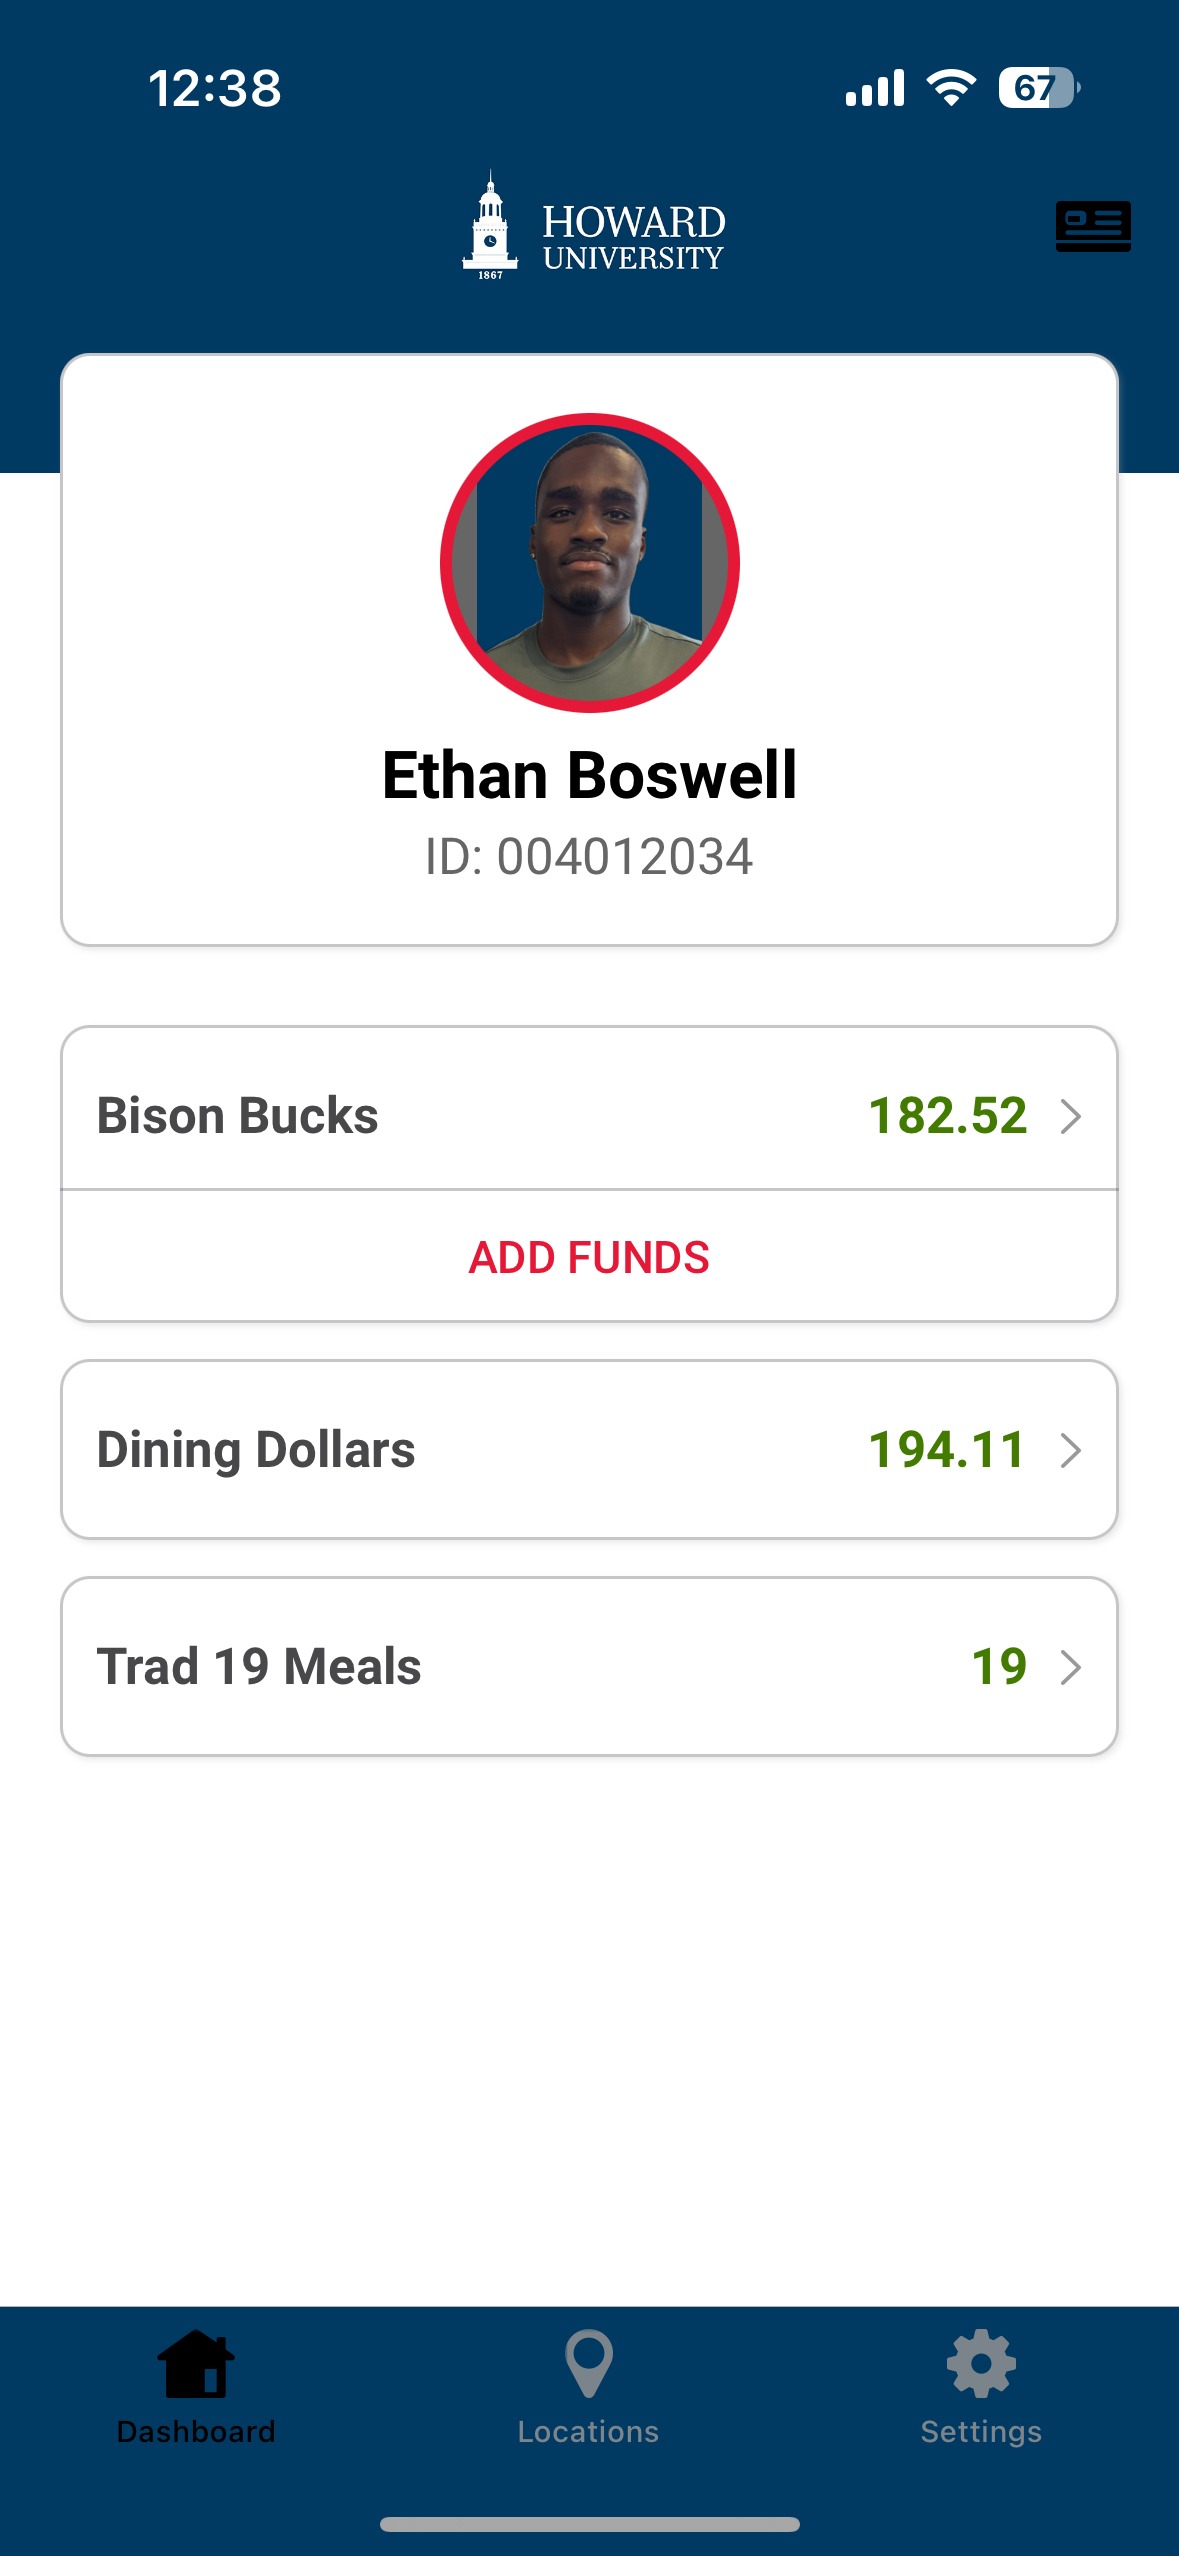 12:38
67
HOWARD
UNIVERSITY
1867
Ethan Boswell
ID: 004012034
Bison Bucks 182.52
ADD FUNDS
Dining Dollars 194.11
Trad 19 Meals 19
Dashboard Locations Settings